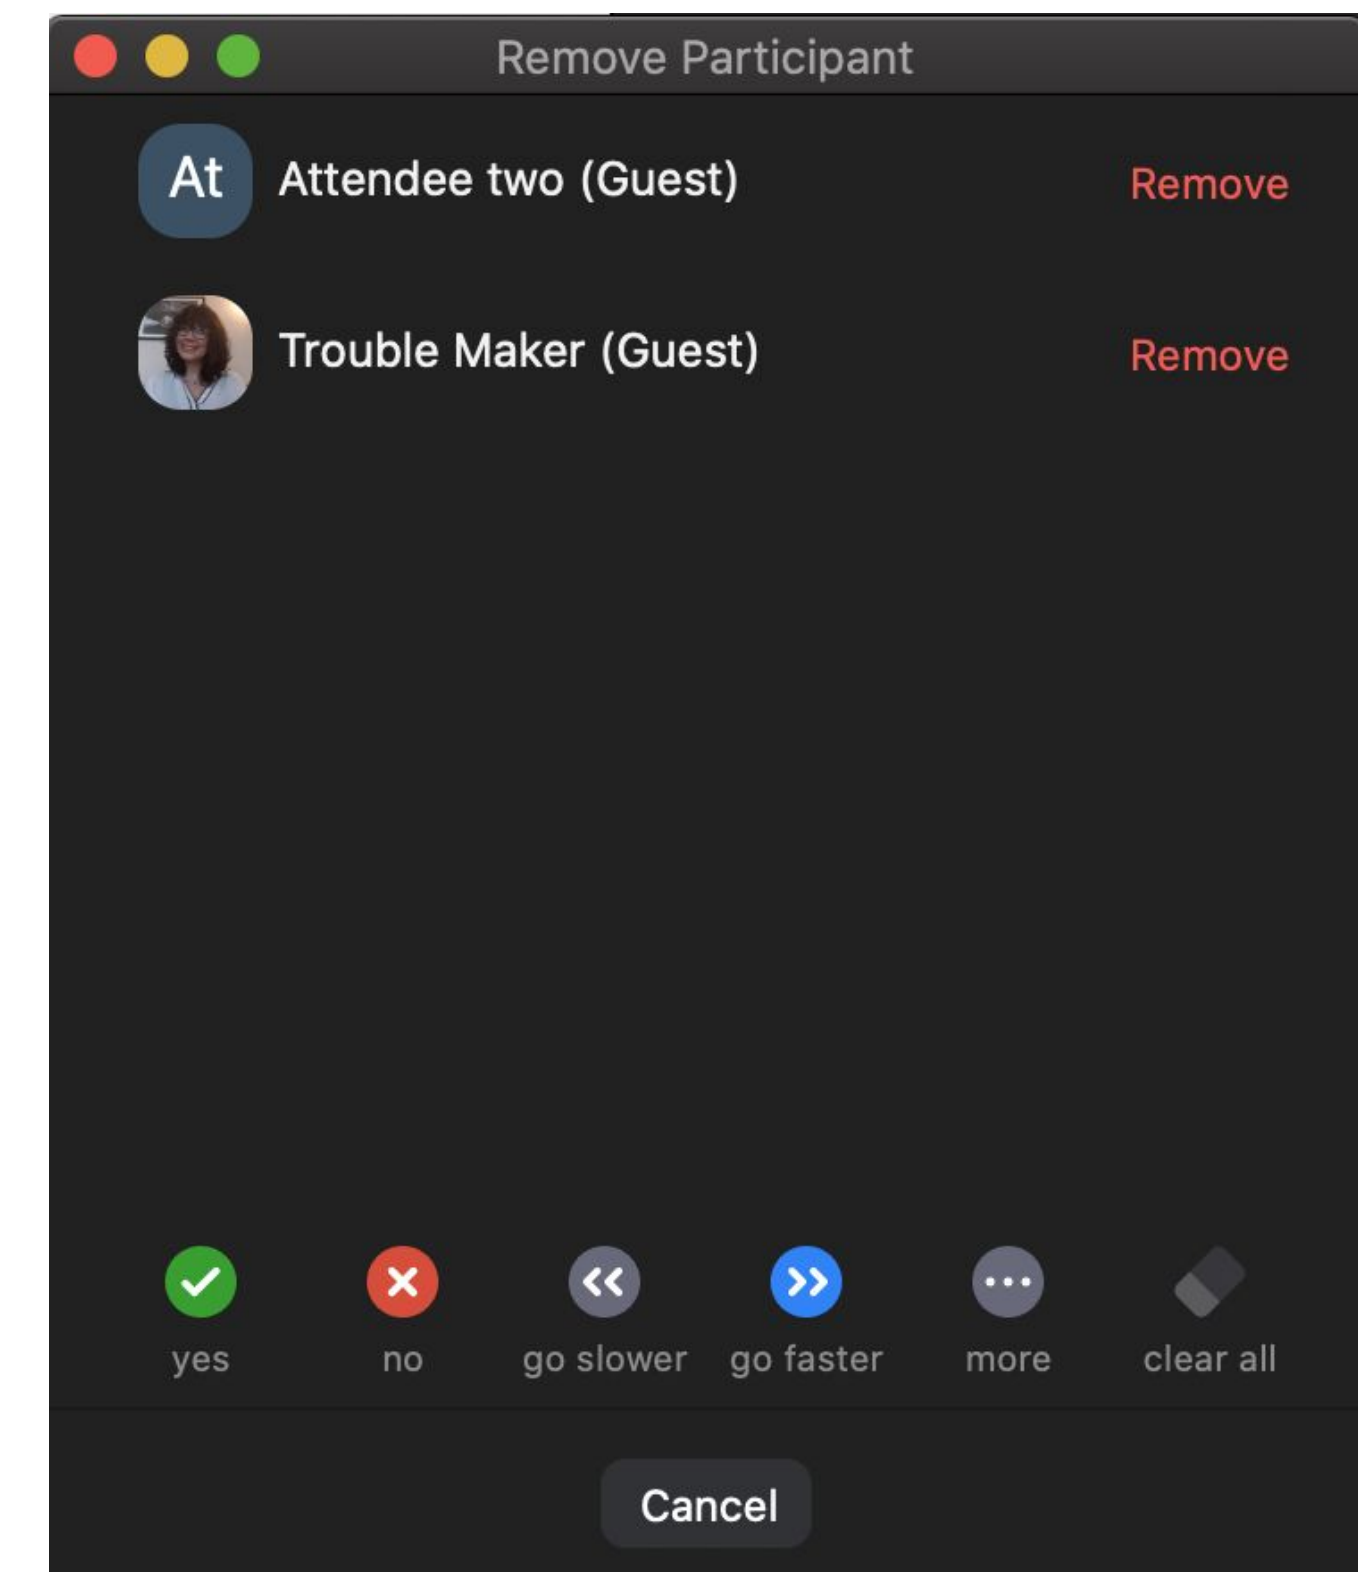 Remove Participant
At Attendee two (Guest) Remove
Trouble Maker (Guest) Remove
yes no go slower go faster more clear all
Cancel